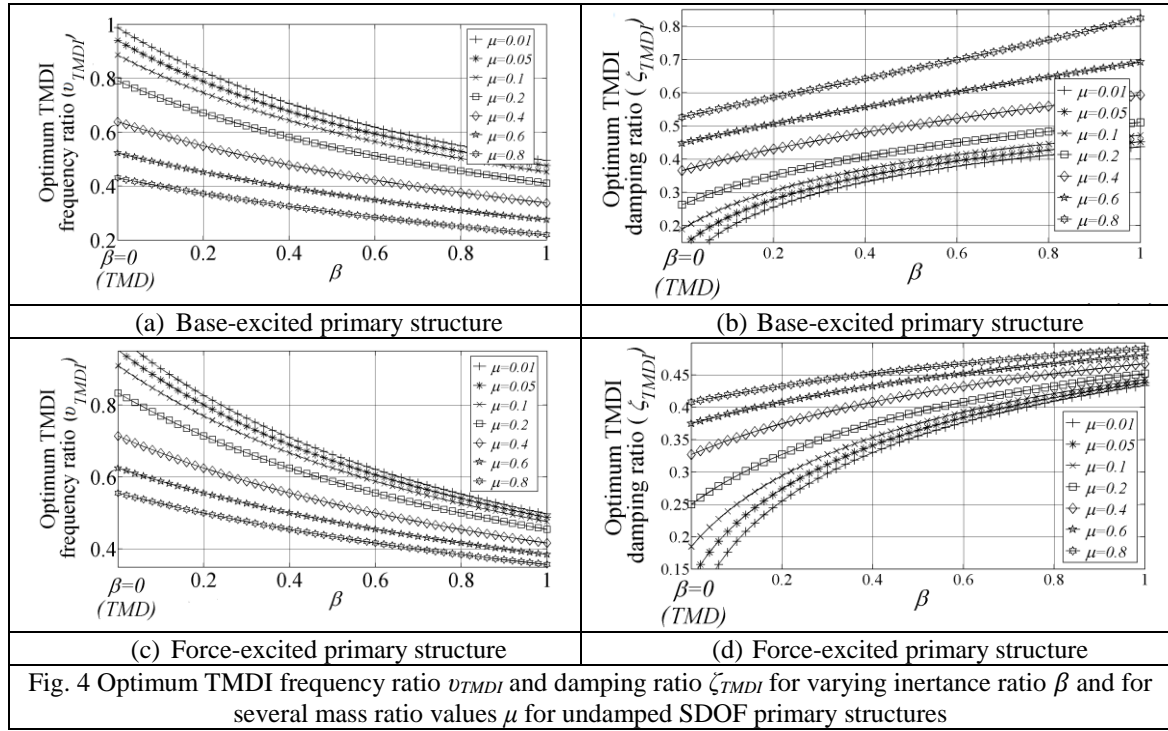 Optimum TMDI
frequency ratio (υTMDI)
1
0.8
0.6
0.4
0.2
β=0
(TMD)
0.2
0.4
0.6
0.8
1
β
μ=0.01
μ=0.05
μ=0.1
μ=0.2
μ=0.4
μ=0.6
μ=0.8
Optimum TMDI
damping ratio (ζTMDI)
0.8
0.7
0.6
0.5
0.4
0.3
0.2
β=0
(TMD)
0.2
0.4
0.6
0.8
1
β
μ=0.01
μ=0.05
μ=0.1
μ=0.2
μ=0.4
μ=0.6
μ=0.8
(a) Base-excited primary structure
(b) Base-excited primary structure
Optimum TMDI
frequency ratio (υTMDI)
0.8
0.6
0.4
β=0
(TMD)
0.2
0.4
0.6
0.8
1
β
μ=0.01
μ=0.05
μ=0.1
μ=0.2
μ=0.4
μ=0.6
μ=0.8
Optimum TMDI
damping ratio (ζTMDI)
0.45
0.4
0.35
0.3
0.25
0.2
0.15
β=0
(TMD)
0.2
0.4
0.6
0.8
1
β
μ=0.01
μ=0.05
μ=0.1
μ=0.2
μ=0.4
μ=0.6
μ=0.8
(c) Force-excited primary structure
(d) Force-excited primary structure
Fig. 4 Optimum TMDI frequency ratio υTMDI and damping ratio ζTMDI for varying inertance ratio β and for
several mass ratio values μ for undamped SDOF primary structures